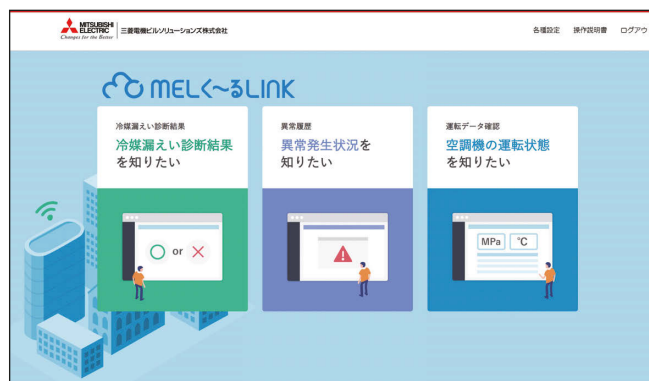 MITSUBISHI
ELECTRIC
Changes for the Better
三菱電機ビルソリューションズ株式会社
各種設定 操作説明書 ログアウ
MELく〜るLINK
冷媒漏えい診断結果
冷媒漏えい診断結果
を知りたい
異常履歴
異常発生状況を
知りたい
運転データ確認
空調機の運転状態
を知りたい
or
MPa ℃